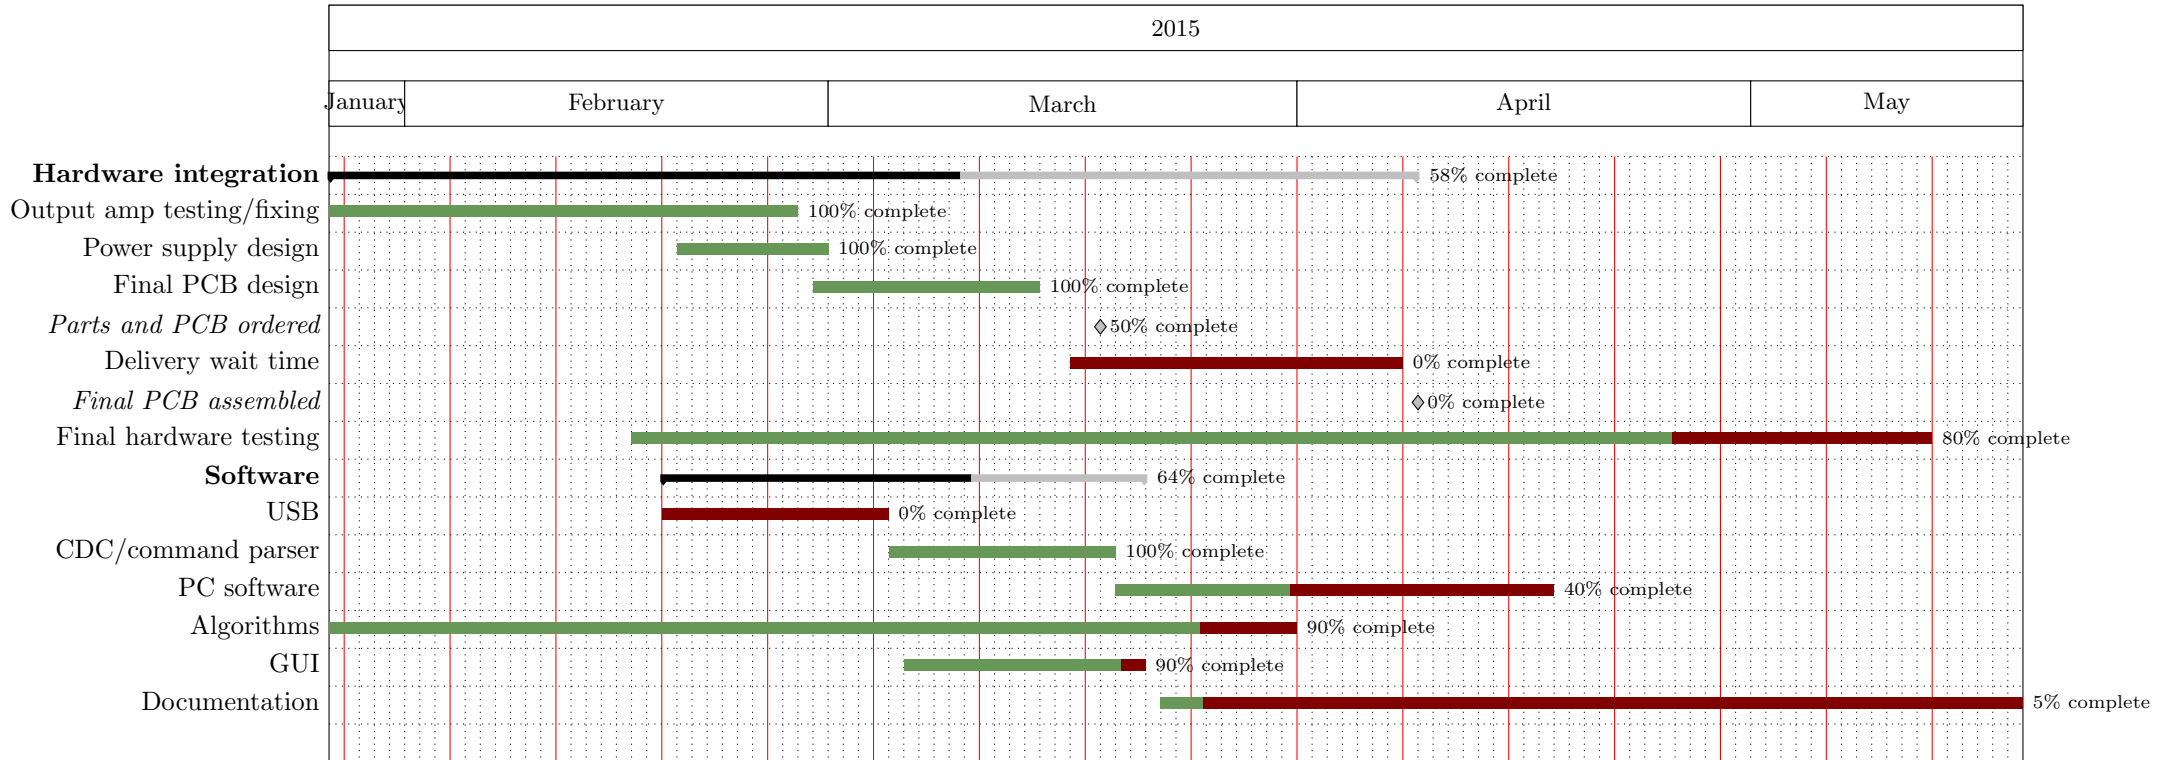 2015
January February March April May
Hardware integration 58% complete
Output amp testing/fixing 100% complete
Power supply design 100% complete
Final PCB design 100% complete
Parts and PCB ordered 50% complete
Delivery wait time 0% complete
Final PCB assembled 0% complete
Final hardware testing 80% complete
Software 64% complete
USB 0% complete
CDC/command parser 100% complete
PC software 40% complete
Algorithms 90% complete
GUI 90% complete
Documentation 5% complete